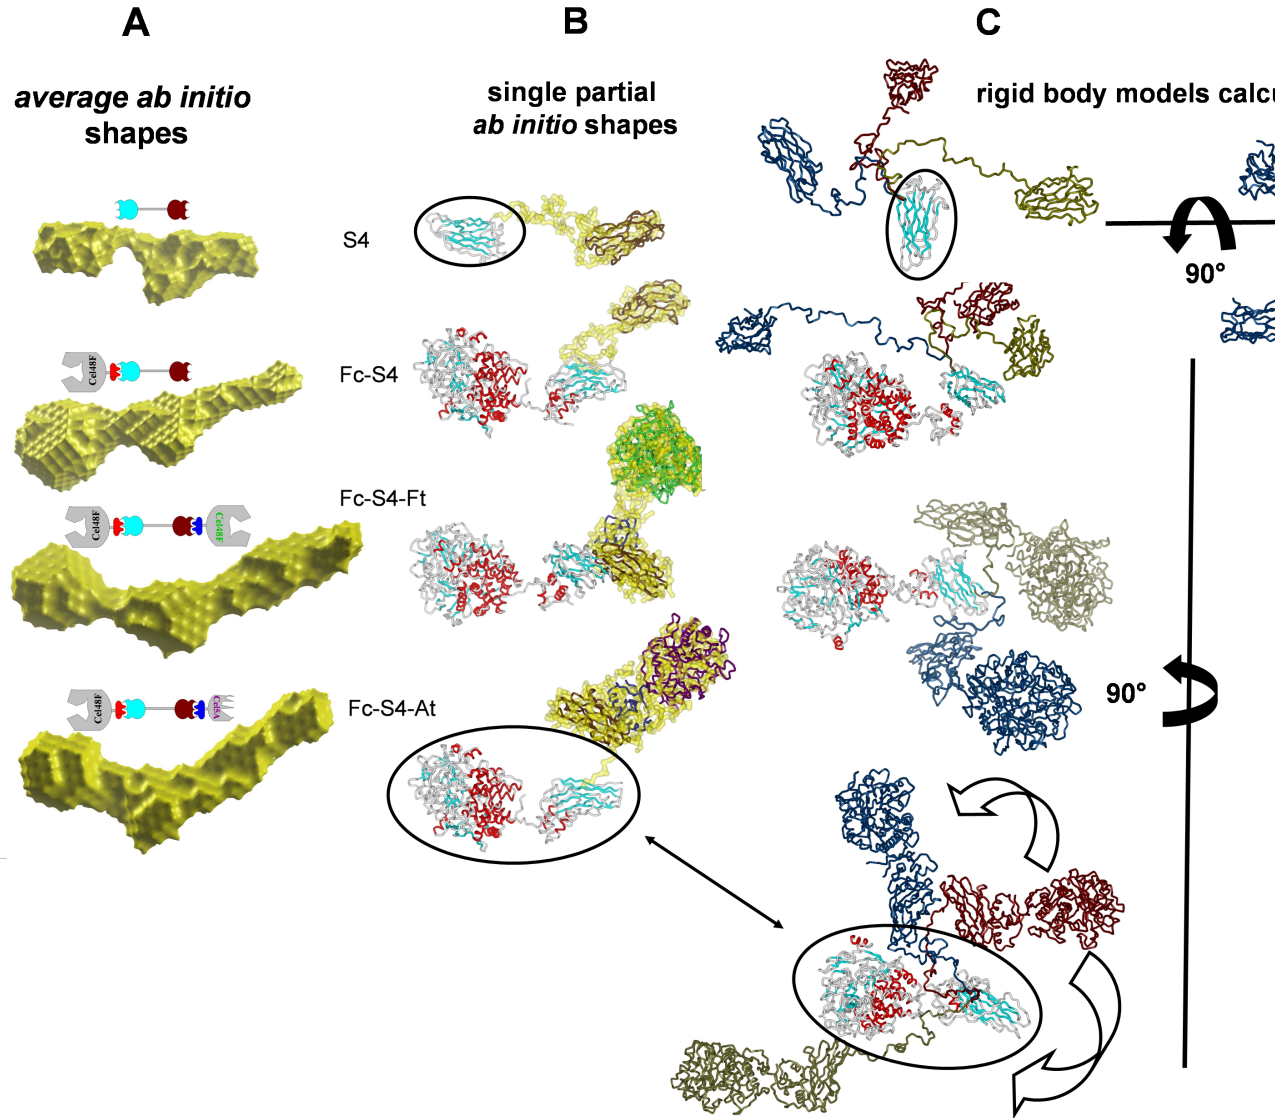 A
B
C
average ab initio
shapes
single partial
ab initio shapes
rigid body models calcu
S4
90°
Cel48F
Fc-S4
Fc-S4-Ft
Cel48F
Cel48F
90°
Fc-S4-At
Cel48F
Cel5A